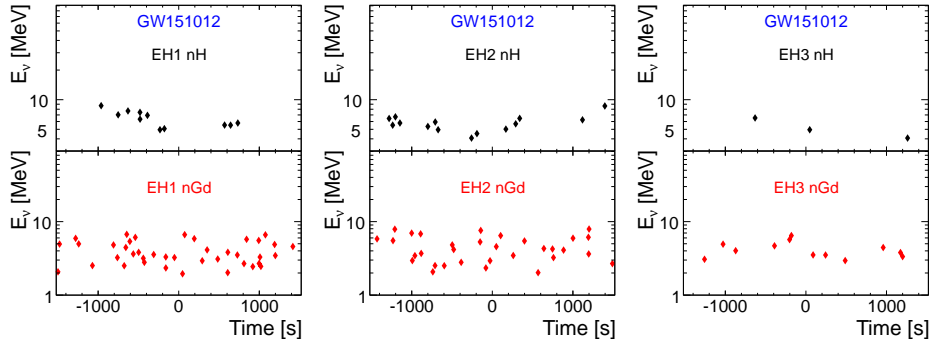 GW151012
EH1 nH
E_ν [MeV]
10
5
EH1 nGd
E_ν [MeV]
10
1
-1000 0 1000
Time [s]
GW151012
EH2 nH
E_ν [MeV]
10
5
EH2 nGd
E_ν [MeV]
10
1
-1000 0 1000
Time [s]
GW151012
EH3 nH
E_ν [MeV]
10
5
EH3 nGd
E_ν [MeV]
10
1
-1000 0 1000
Time [s]